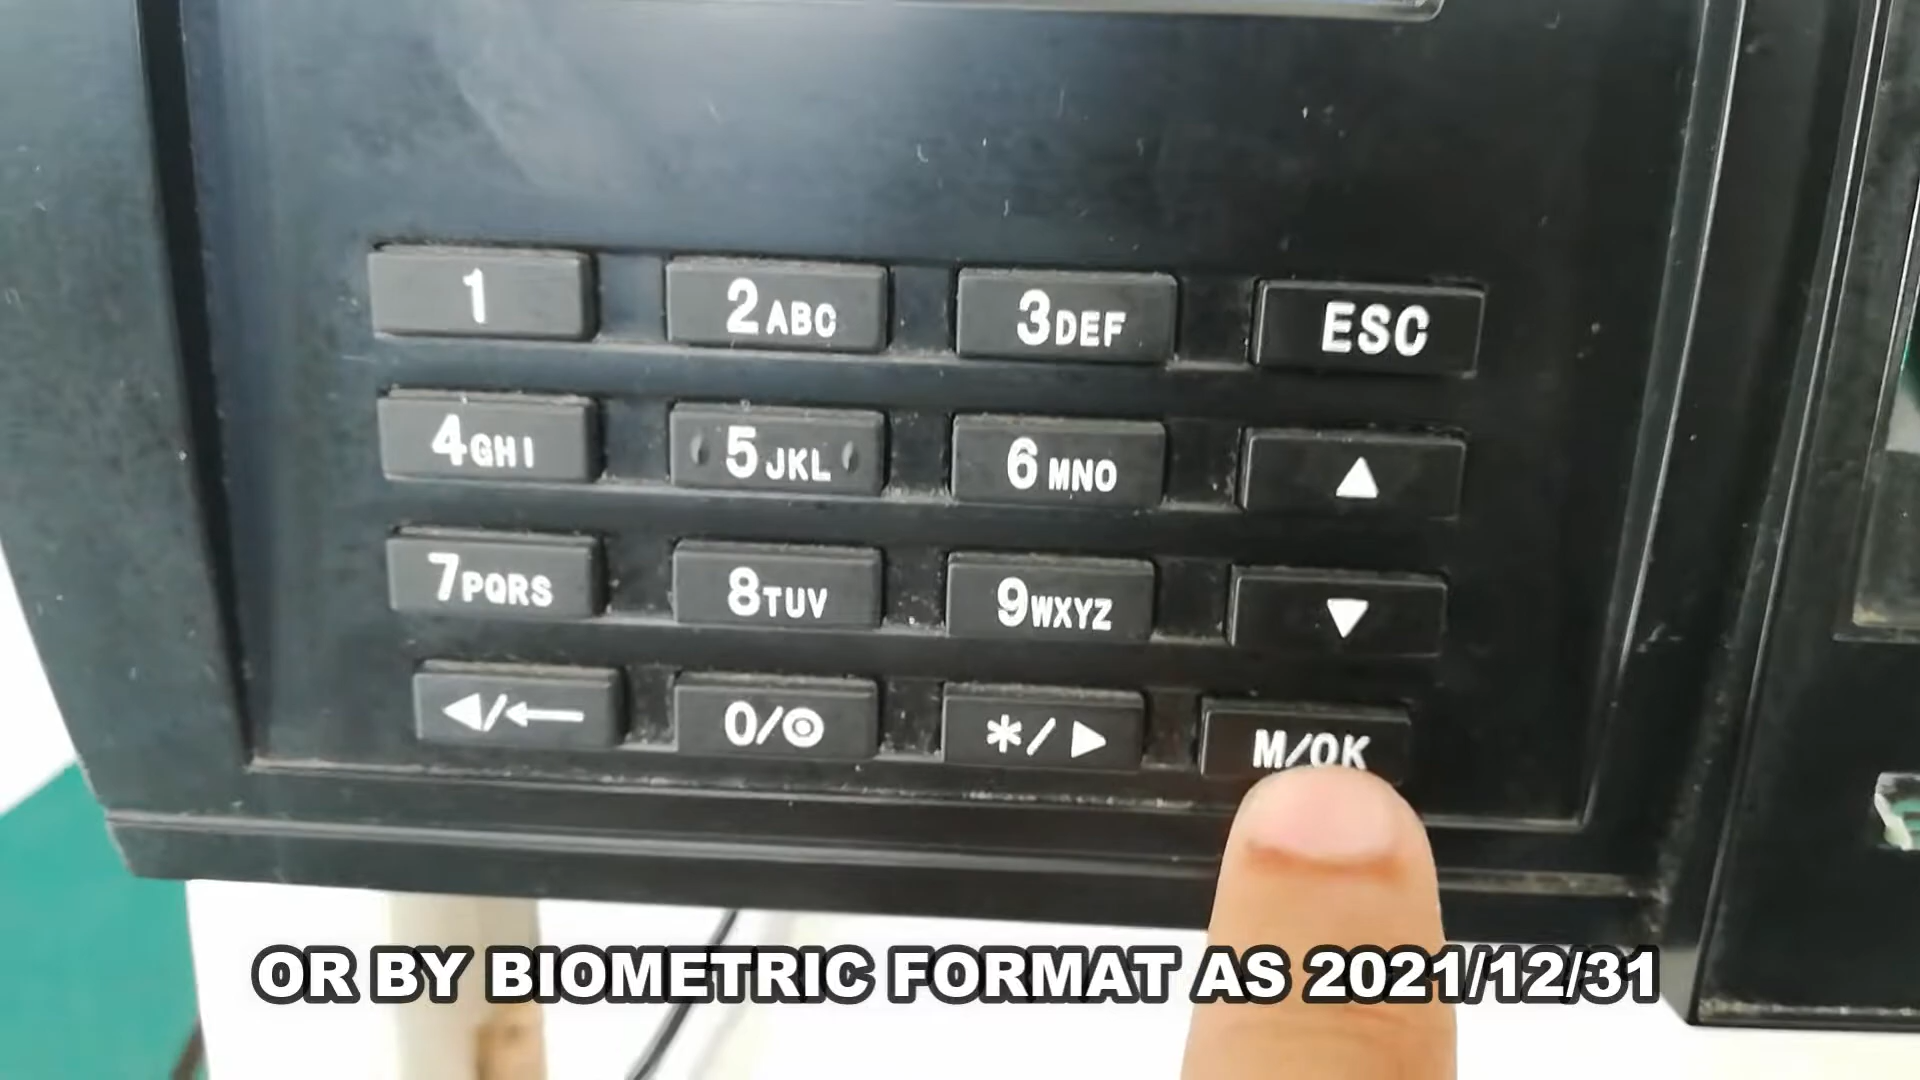 1 2ABC 3DEF ESC
4GHI 5JKL 6MNO ▲
7PQRS 8TUV 9WXYZ ▼
◀/← 0/◎ */▶ M/OK
OR BY BIOMETRIC FORMAT AS 2021/12/31